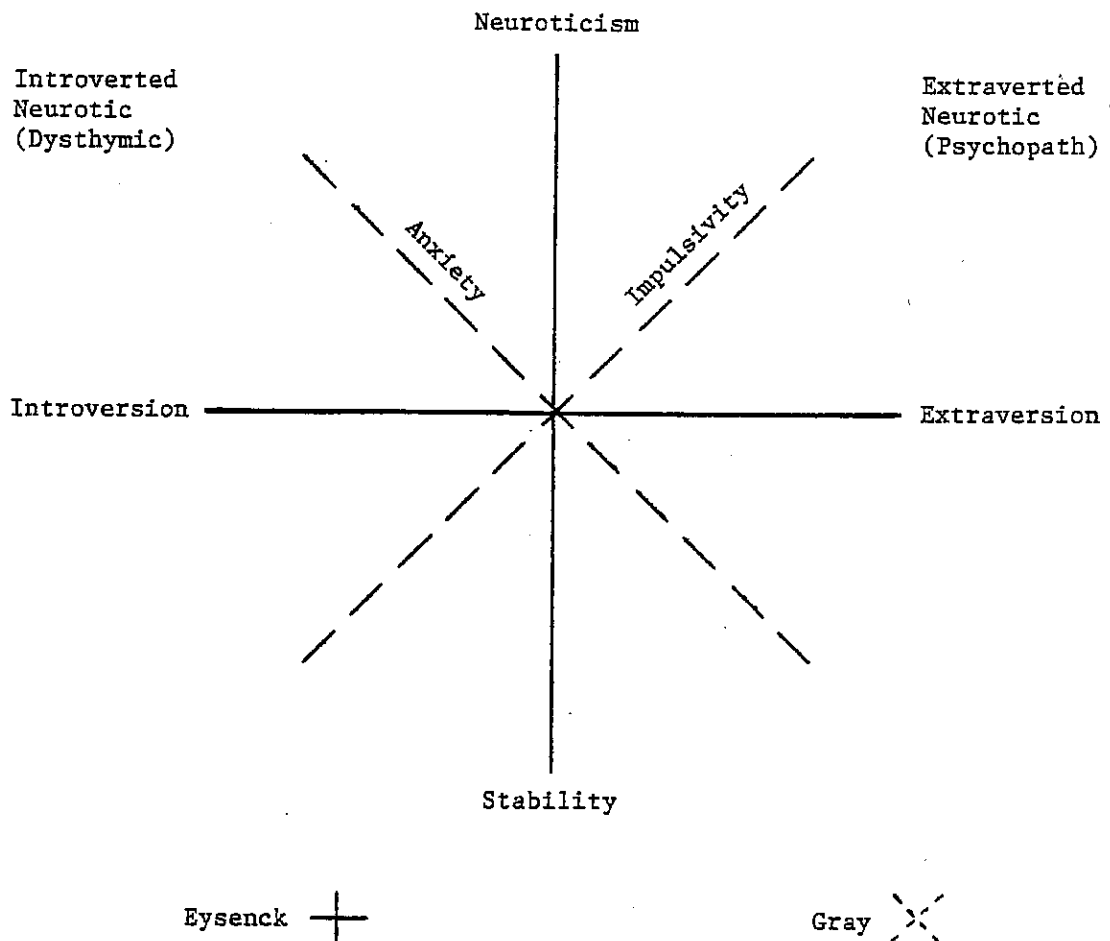 Neuroticism
Introverted
Neurotic
(Dysthymic)
Extraverted
Neurotic
(Psychopath)
Anxiety
Impulsivity
Introversion
Extraversion
Stability
Eysenck
Gray